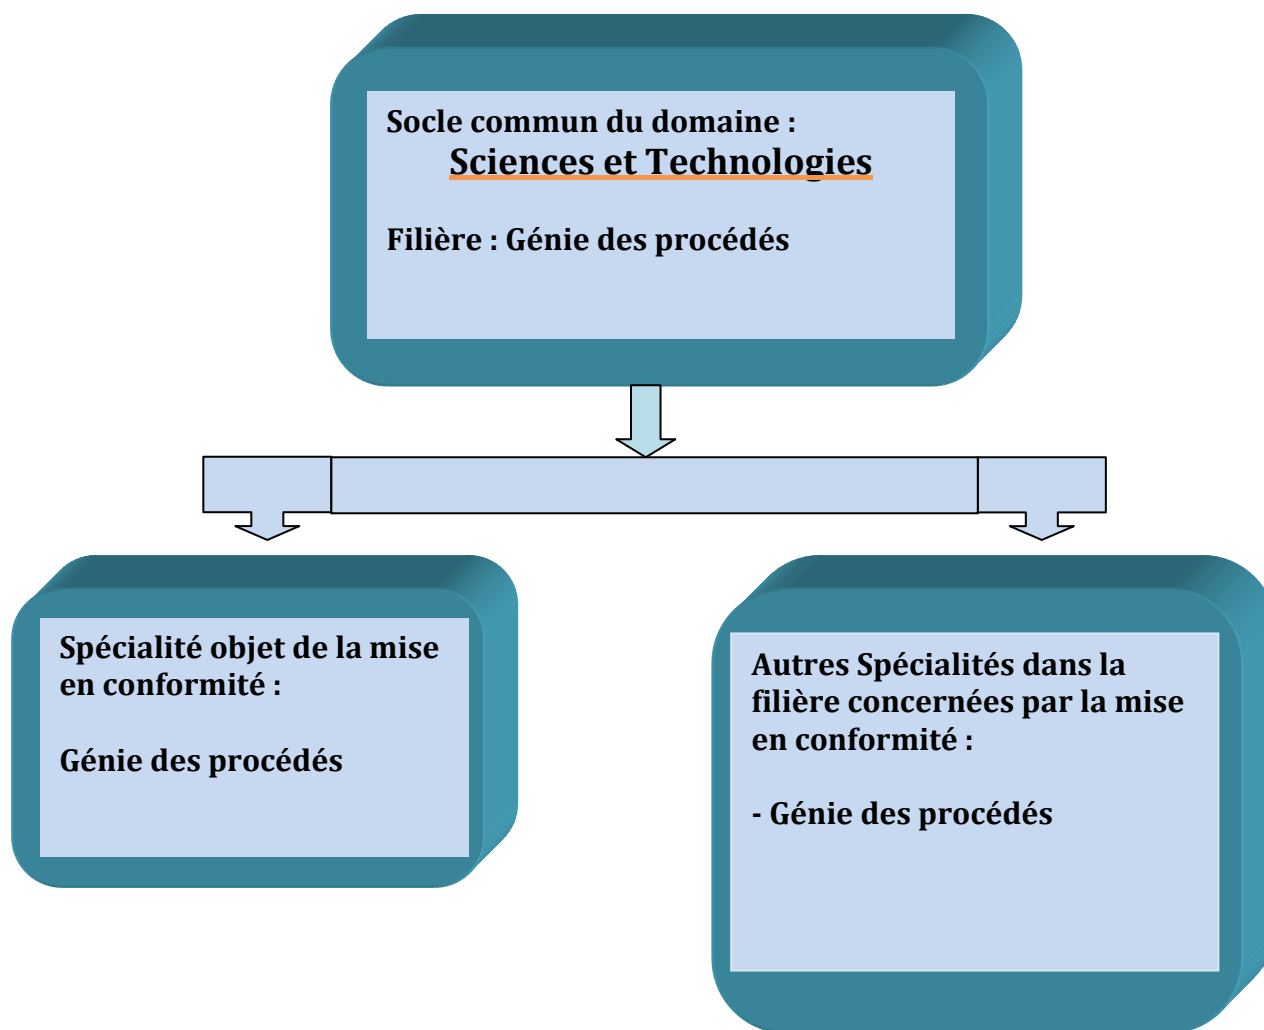 Socle commun du domaine :
Sciences et Technologies
Filière : Génie des procédés
Spécialité objet de la mise
en conformité :
Génie des procédés
Autres Spécialités dans la
filière concernées par la mise
en conformité :
- Génie des procédés